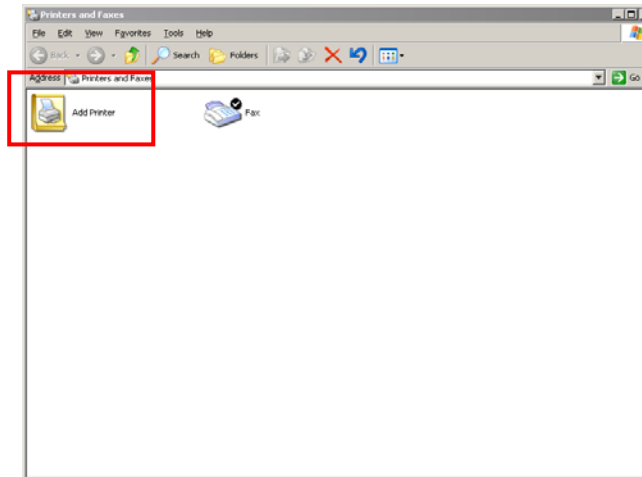 Printers and Faxes
File Edit View Favorites Tools Help
Back Search Folders
Address Printers and Faxes Go
Add Printer Fax